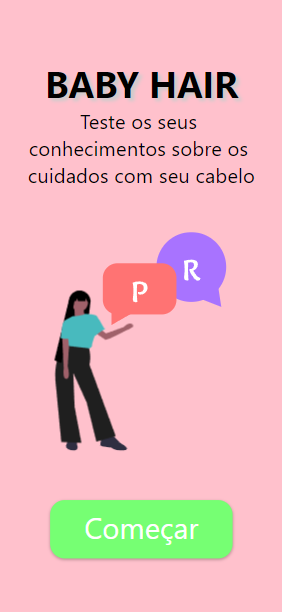 BABY HAIR
Teste os seus
conhecimentos sobre os
cuidados com seu cabelo
R
P
Começar